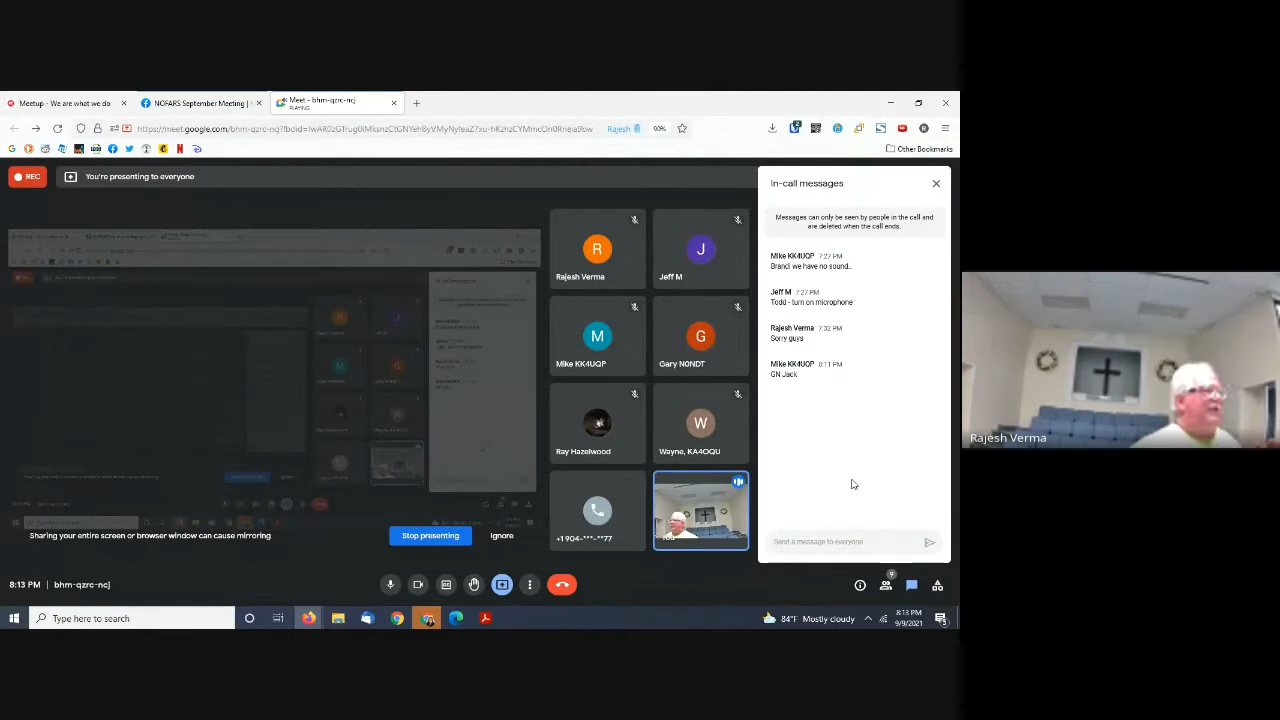 Meetup - We are what we do
NOFARS September Meeting |
Meet - bhm-qzrc-ncj
PLAYING
Rajesh
90%
Other Bookmarks
REC
You're presenting to everyone
In-call messages
Messages can only be seen by people in the call and
are deleted when the call ends.
Mike KK4UQP 7:27 PM
Brandi we have no sound..
Jeff M 7:27 PM
Todd - turn on microphone
Rajesh Verma 7:32 PM
Sorry guys
Mike KK4UQP 8:11 PM
GN Jack
R
Rajesh Verma
J
Jeff M
M
Mike KK4UQP
G
Gary N0NDT
Ray Hazelwood
W
Wayne, KA4OQU
+1 904-***-**77
You
Sharing your entire screen or browser window can cause mirroring
Stop presenting
Ignore
Send a message to everyone
8:13 PM | bhm-qzrc-ncj
9
Type here to search
84°F Mostly cloudy
8:13 PM
9/9/2021
Rajesh Verma